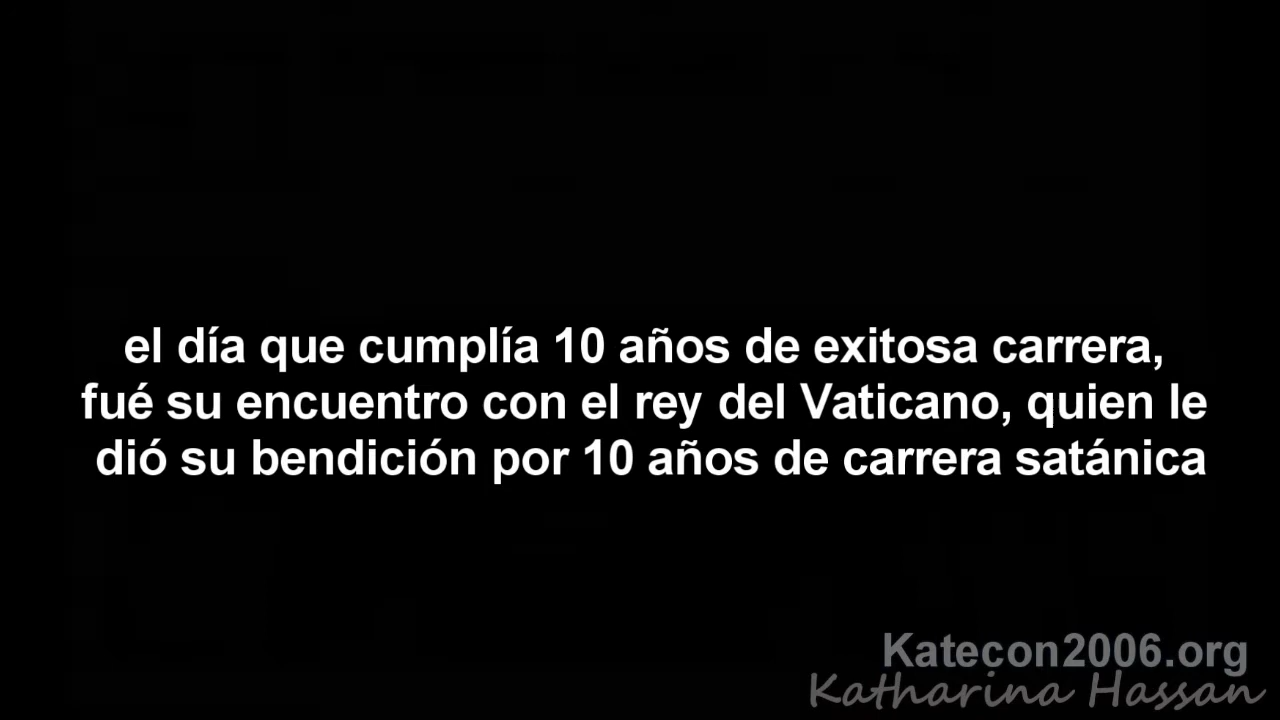 el día que cumplía 10 años de exitosa carrera,
fué su encuentro con el rey del Vaticano, quien le
dió su bendición por 10 años de carrera satánica
Katecon2006.org
Katharina Hassan